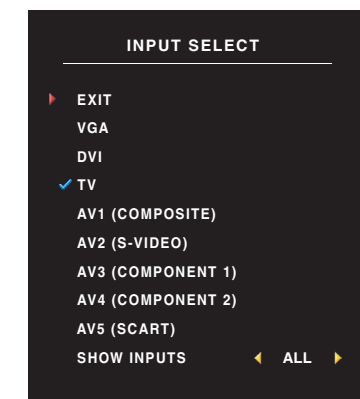 INPUT SELECT
EXIT
VGA
DVI
TV
AV1 (COMPOSITE)
AV2 (S-VIDEO)
AV3 (COMPONENT 1)
AV4 (COMPONENT 2)
AV5 (SCART)
SHOW INPUTS ALL